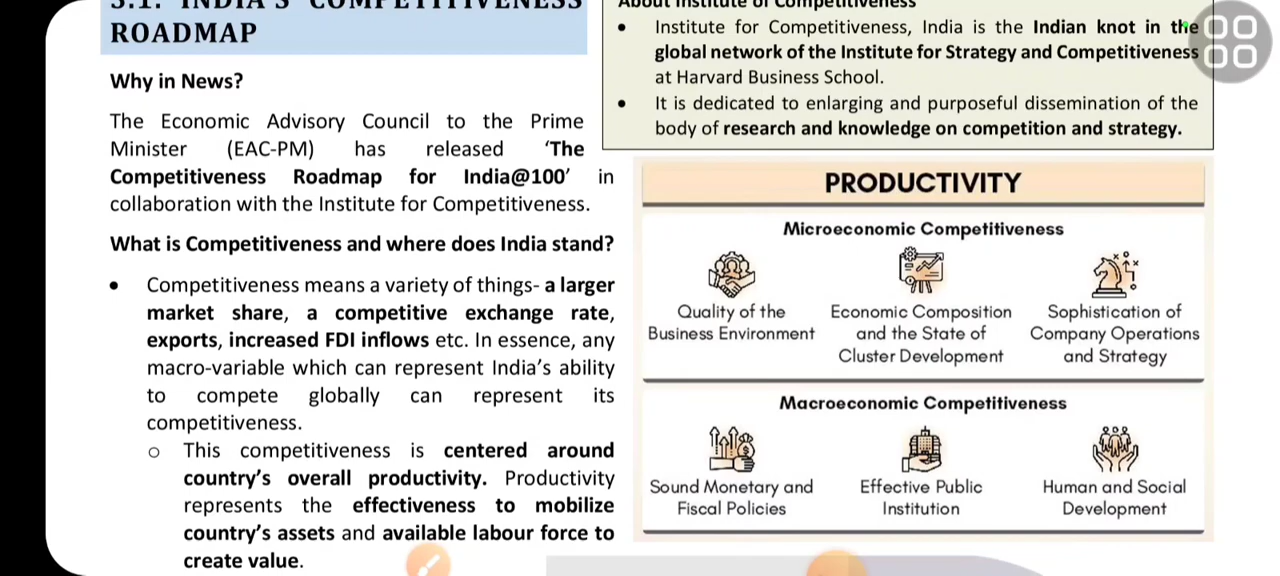 3.1. INDIA'S COMPETITIVENESS
ROADMAP
Why in News?
The Economic Advisory Council to the Prime
Minister (EAC-PM) has released ‘The
Competitiveness Roadmap for India@100’ in
collaboration with the Institute for Competitiveness.
What is Competitiveness and where does India stand?
• Competitiveness means a variety of things- a larger
market share, a competitive exchange rate,
exports, increased FDI inflows etc. In essence, any
macro-variable which can represent India’s ability
to compete globally can represent its
competitiveness.
o This competitiveness is centered around
country’s overall productivity. Productivity
represents the effectiveness to mobilize
country’s assets and available labour force to
create value.
About Institute of Competitiveness
• Institute for Competitiveness, India is the Indian knot in the
global network of the Institute for Strategy and Competitiveness
at Harvard Business School.
• It is dedicated to enlarging and purposeful dissemination of the
body of research and knowledge on competition and strategy.
PRODUCTIVITY
Microeconomic Competitiveness
Quality of the
Business Environment
Economic Composition
and the State of
Cluster Development
Sophistication of
Company Operations
and Strategy
Macroeconomic Competitiveness
Sound Monetary and
Fiscal Policies
Effective Public
Institution
Human and Social
Development